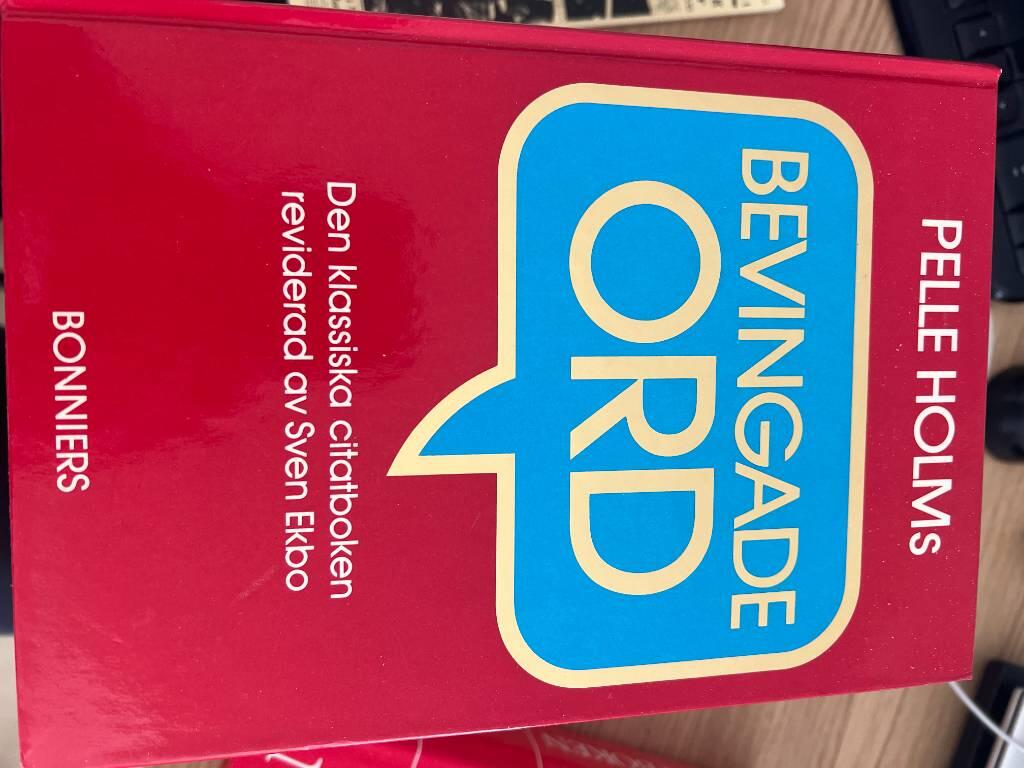 PELLE HOLMs
BEVINGADE
ORD
Den klassiska citatboken
reviderad av Sven Ekbo
BONNIERS